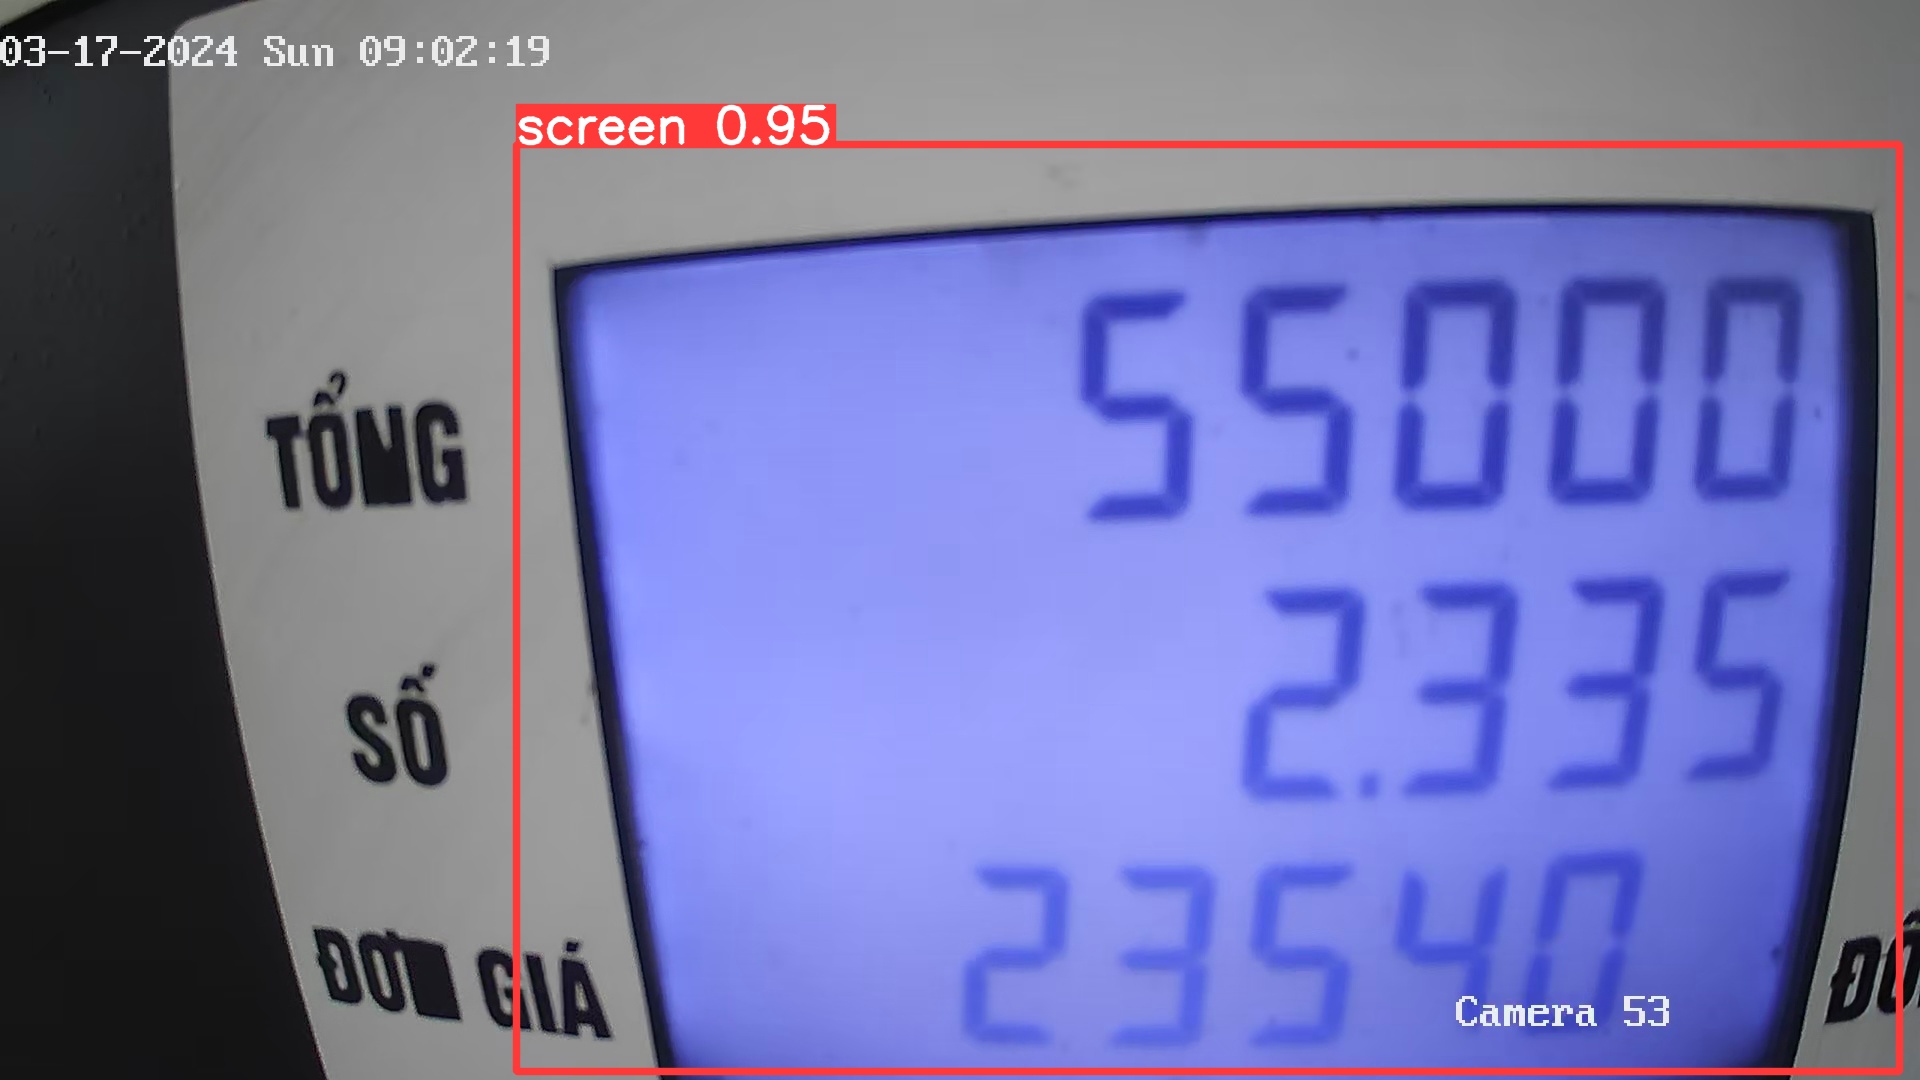 03-17-2024 Sun 09:02:19
screen 0.95
TỔNG 55000
SỐ 2.335
ĐƠN GIÁ 23540
Camera 53